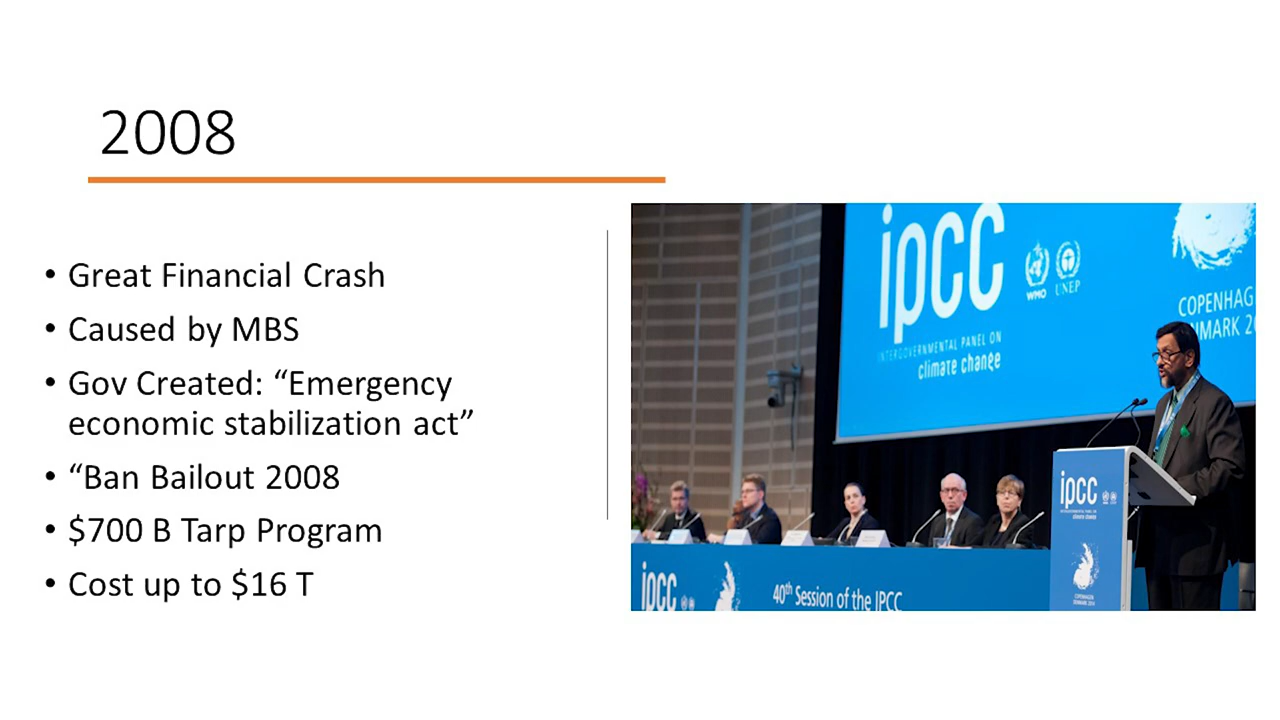 2008
• Great Financial Crash
• Caused by MBS
• Gov Created: “Emergency
economic stabilization act”
• “Ban Bailout 2008
• $700 B Tarp Program
• Cost up to $16 T
ipcc
INTERGOVERNMENTAL PANEL ON
climate change
WMO
UNEP
COPENHAG
NMARK 2
ipcc
ipcc
40th Session of the IPCC